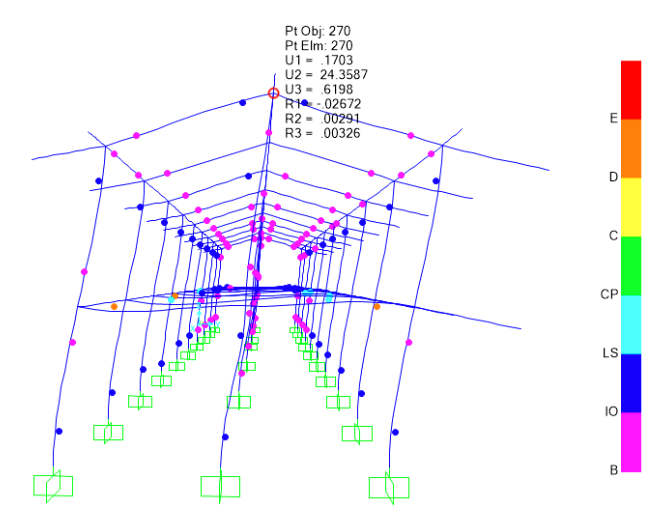 Pt Obj: 270
Pt Elm: 270
U1 = .1703
U2 = 24.3587
U3 = .6198
R1 = -.02672
R2 = .00291
R3 = .00326
E
D
C
CP
LS
IO
B